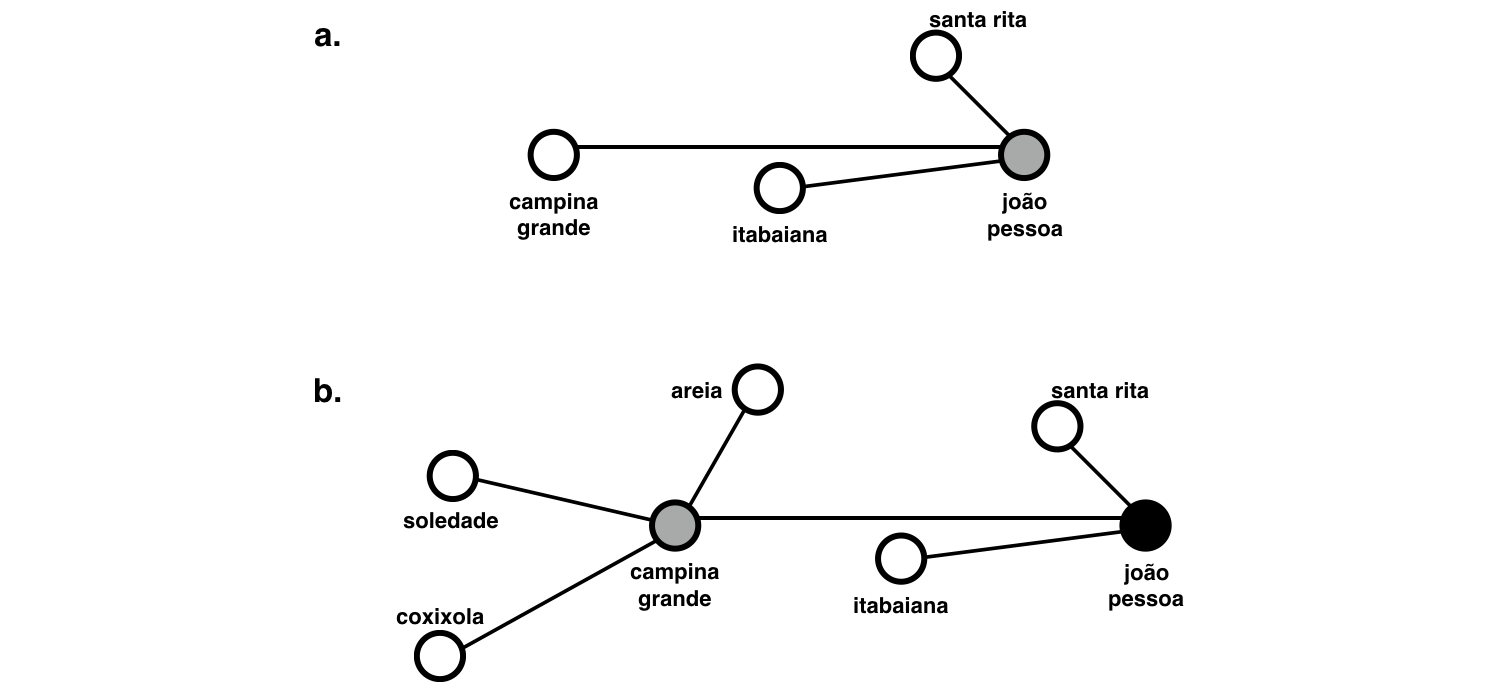 a.
santa rita
campina
grande
itabaiana
joão
pessoa
b.
areia
santa rita
soledade
campina
grande
itabaiana
joão
pessoa
coxixola